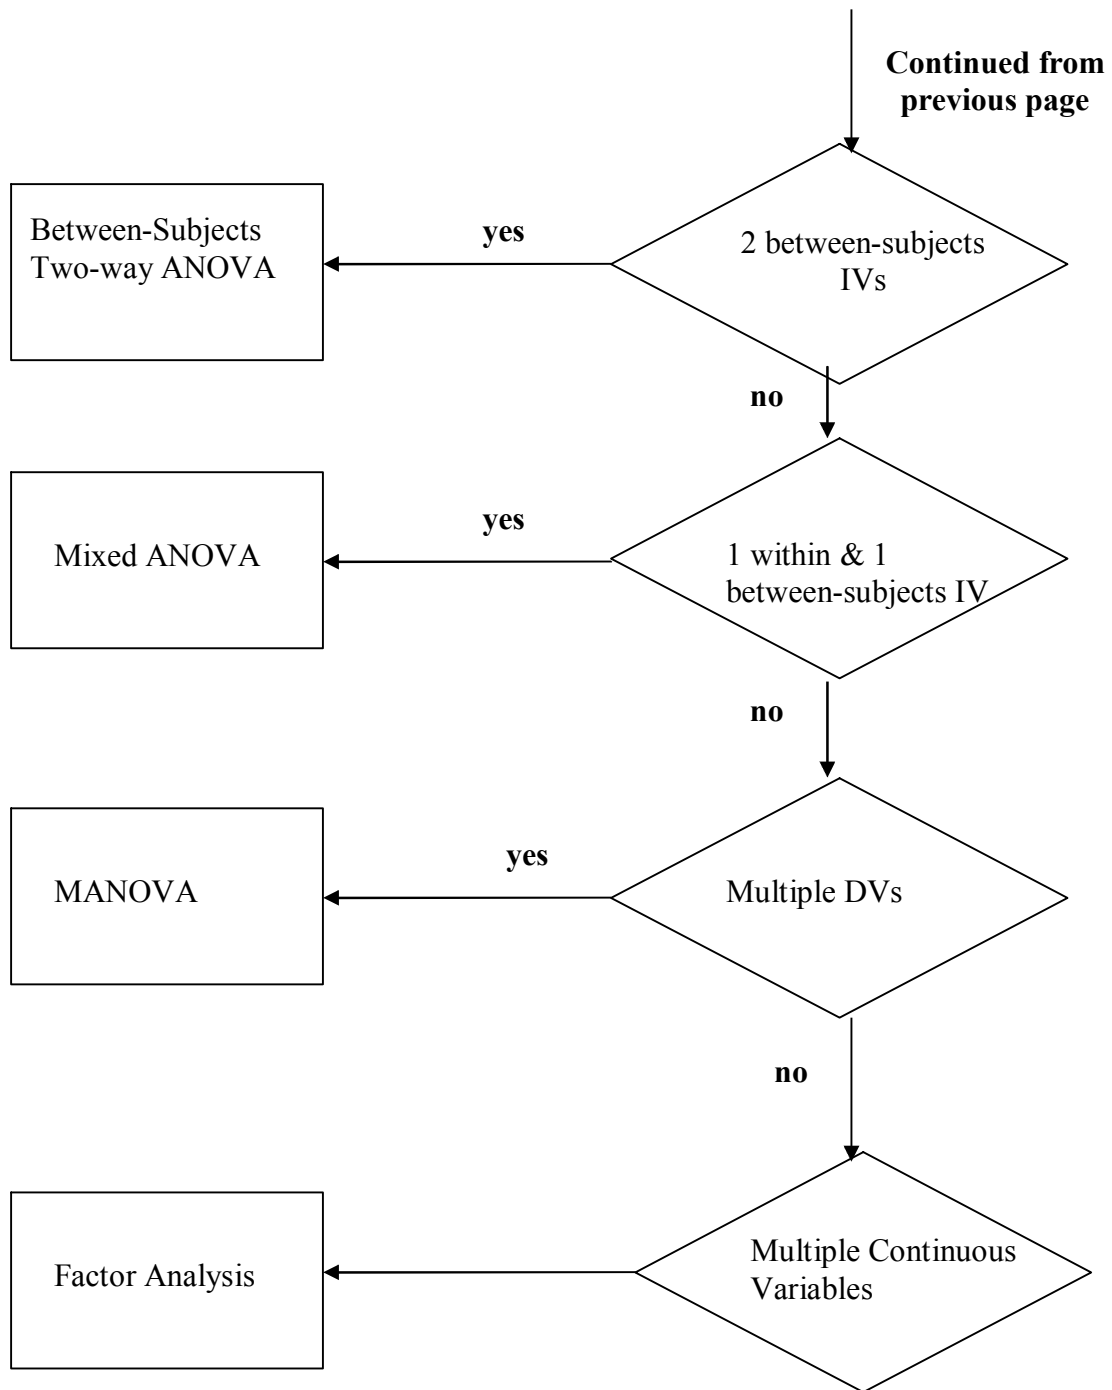 Continued from
previous page
2 between-subjects
IVs
yes
Between-Subjects
Two-way ANOVA
no
1 within & 1
between-subjects IV
yes
Mixed ANOVA
no
Multiple DVs
yes
MANOVA
no
Multiple Continuous
Variables
Factor Analysis